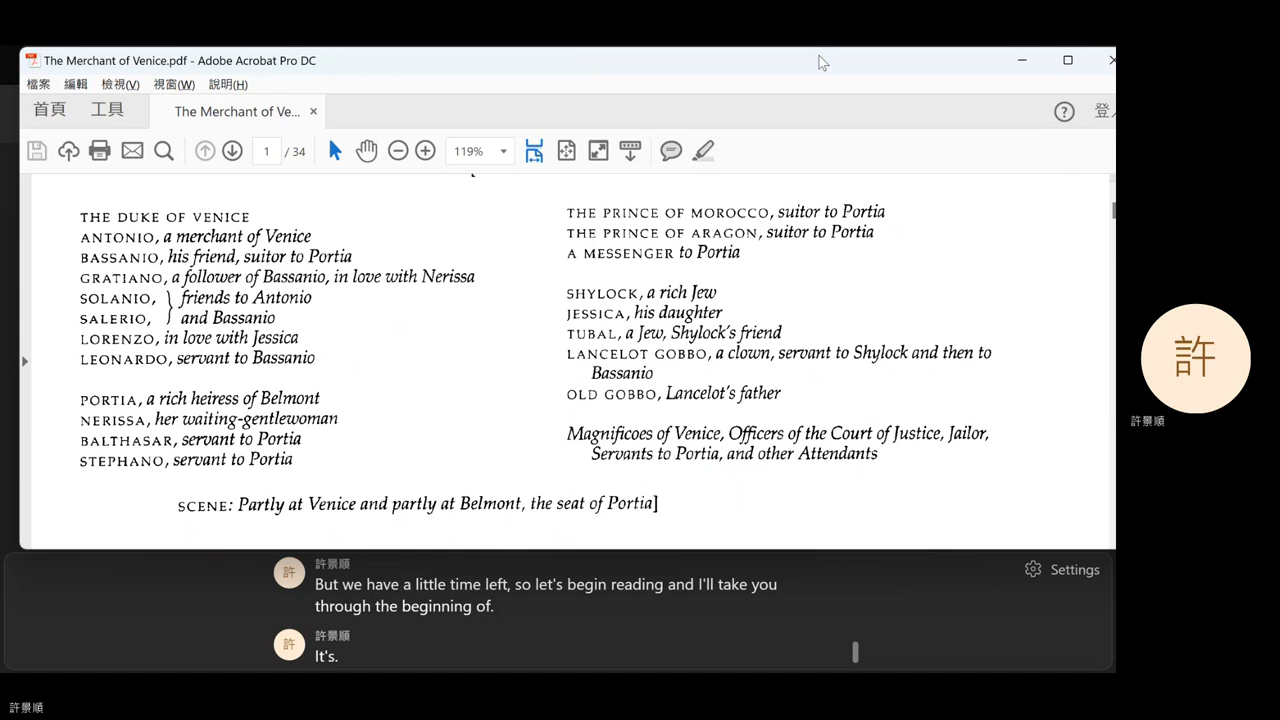 The Merchant of Venice.pdf - Adobe Acrobat Pro DC
檔案 編輯 檢視(V) 視窗(W) 說明(H)
首頁 工具 The Merchant of Ve... ×
? 登入
1 / 34 119%
THE DUKE OF VENICE
ANTONIO, a merchant of Venice
BASSANIO, his friend, suitor to Portia
GRATIANO, a follower of Bassanio, in love with Nerissa
SOLANIO, } friends to Antonio
SALERIO, } and Bassanio
LORENZO, in love with Jessica
LEONARDO, servant to Bassanio
PORTIA, a rich heiress of Belmont
NERISSA, her waiting-gentlewoman
BALTHASAR, servant to Portia
STEPHANO, servant to Portia
THE PRINCE OF MOROCCO, suitor to Portia
THE PRINCE OF ARAGON, suitor to Portia
A MESSENGER to Portia
SHYLOCK, a rich Jew
JESSICA, his daughter
TUBAL, a Jew, Shylock's friend
LANCELOT GOBBO, a clown, servant to Shylock and then to
Bassanio
OLD GOBBO, Lancelot's father
Magnificoes of Venice, Officers of the Court of Justice, Jailor,
Servants to Portia, and other Attendants
SCENE: Partly at Venice and partly at Belmont, the seat of Portia]
許
許景順
許 許景順
But we have a little time left, so let's begin reading and I'll take you
through the beginning of.
許 許景順
It's.
Settings
許景順